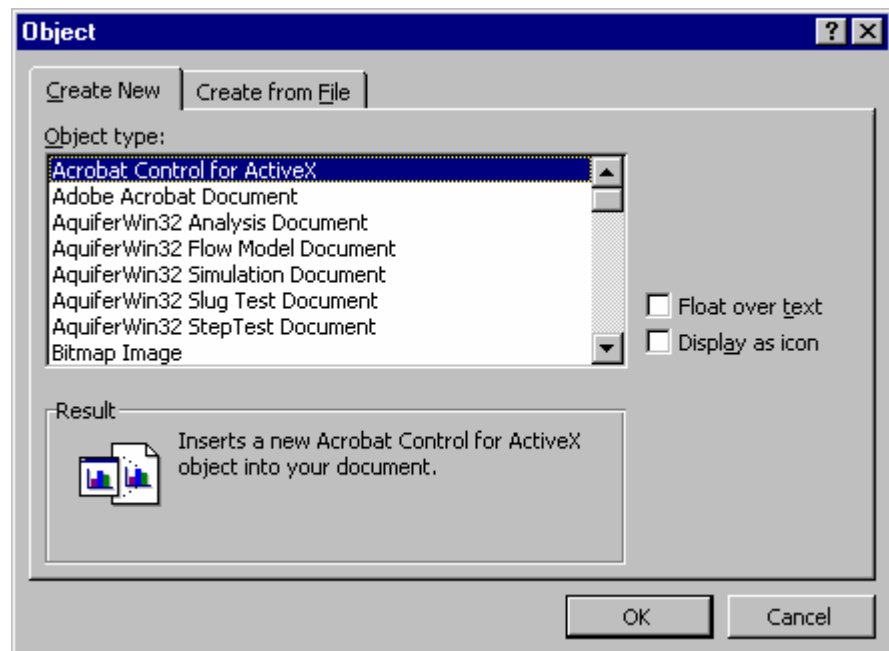 Object
Create New
Create from File
Object type:
Acrobat Control for ActiveX
Adobe Acrobat Document
AquiferWin32 Analysis Document
AquiferWin32 Flow Model Document
AquiferWin32 Simulation Document
AquiferWin32 Slug Test Document
AquiferWin32 StepTest Document
Bitmap Image
Float over text
Display as icon
Result
Inserts a new Acrobat Control for ActiveX
object into your document.
OK
Cancel